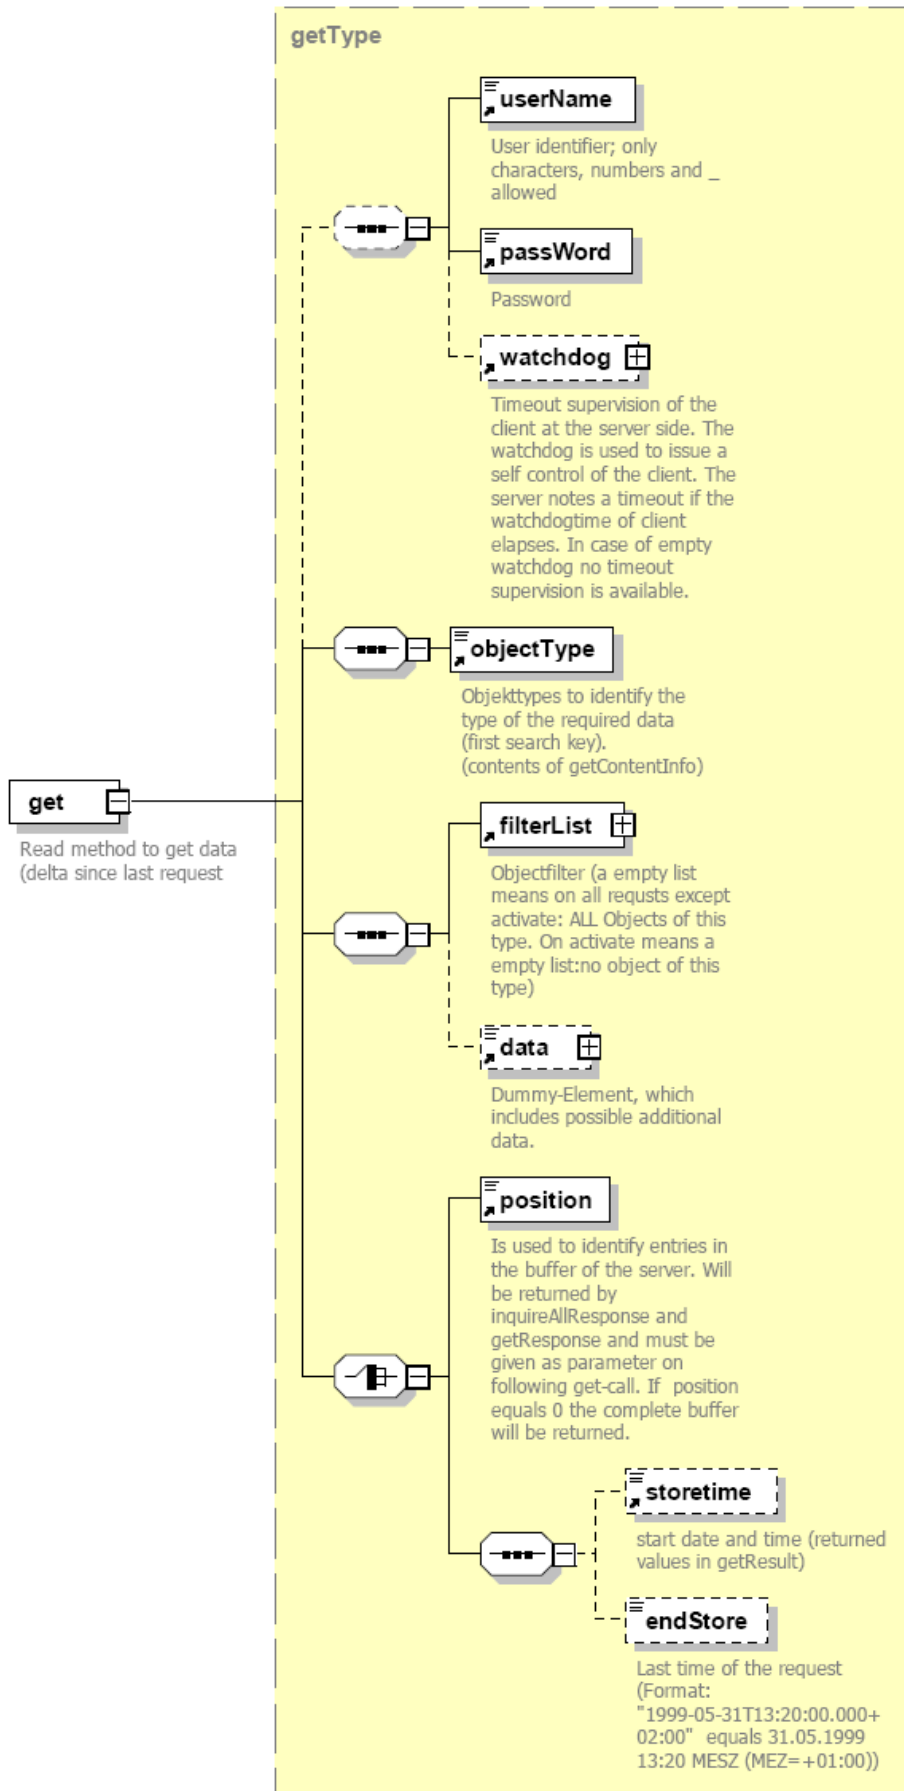 getType
userName
User identifier; only
characters, numbers and _
allowed
passWord
Password
watchdog
Timeout supervision of the
client at the server side. The
watchdog is used to issue a
self control of the client. The
server notes a timeout if the
watchdogtime of client
elapses. In case of empty
watchdog no timeout
supervision is available.
objectType
Objekttypes to identify the
type of the required data
(first search key).
(contents of getContentInfo)
get
Read method to get data
(delta since last request
filterList
Objectfilter (a empty list
means on all requsts except
activate: ALL Objects of this
type. On activate means a
empty list:no object of this
type)
data
Dummy-Element, which
includes possible additional
data.
position
Is used to identify entries in
the buffer of the server. Will
be returned by
inquireAllResponse and
getResponse and must be
given as parameter on
following get-call. If  position
equals 0 the complete buffer
will be returned.
storetime
start date and time (returned
values in getResult)
endStore
Last time of the request
(Format:
"1999-05-31T13:20:00.000+
02:00"  equals 31.05.1999
13:20 MESZ (MEZ=+01:00))